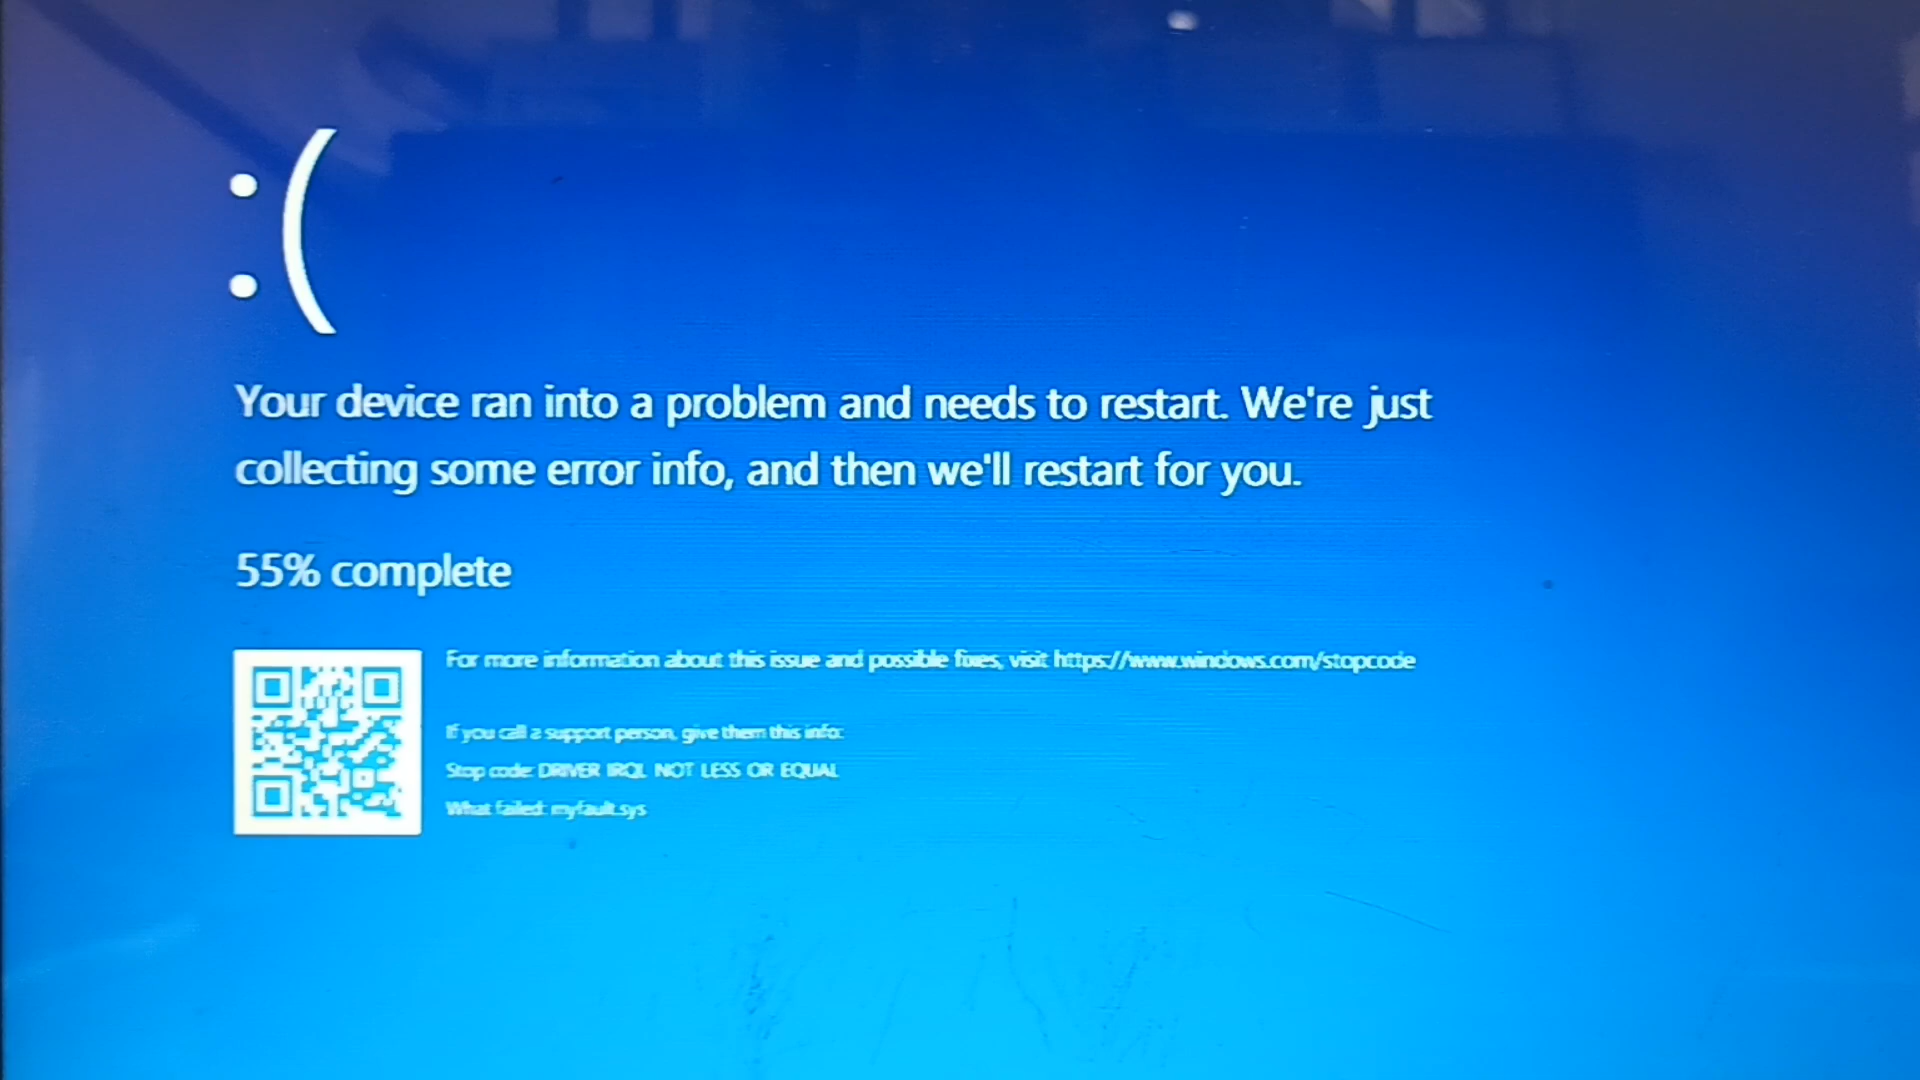 :(
Your device ran into a problem and needs to restart. We're just
collecting some error info, and then we'll restart for you.
55% complete
For more information about this issue and possible fixes, visit https://www.windows.com/stopcode
If you call a support person, give them this info:
Stop code: DRIVER IRQL NOT LESS OR EQUAL
What failed: myfault.sys